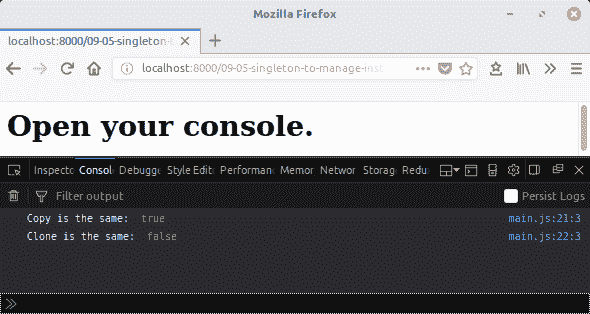 Mozilla Firefox
localhost:8000/09-05-singleton-t
localhost:8000/09-05-singleton-to-manage-inst
Open your console.
Inspecto Consol Debugge Style Edit Performan Memor Networ Storag Redu
Filter output Persist Logs
Copy is the same: true main.js:21:3
Clone is the same: false main.js:22:3